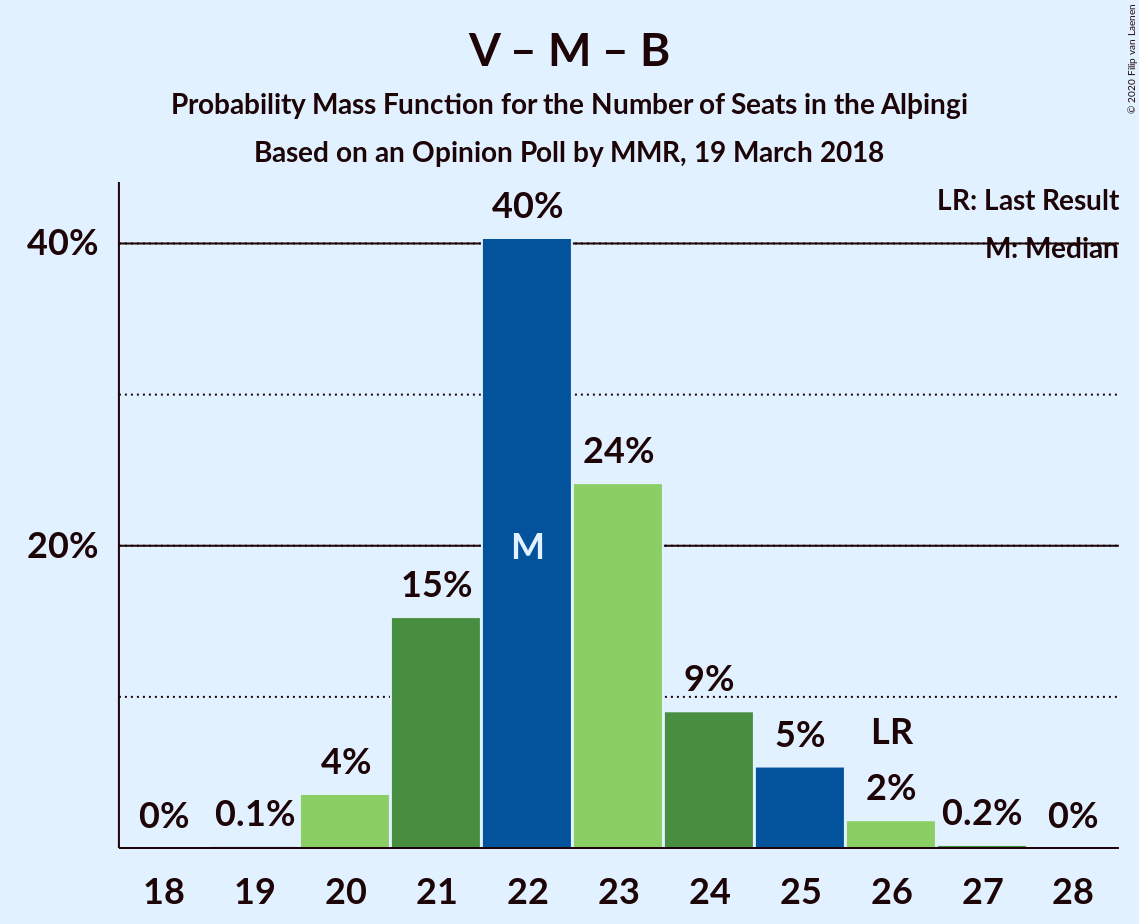 V – M – B
Probability Mass Function for the Number of Seats in the Alþingi
Based on an Opinion Poll by MMR, 19 March 2018
© 2020 Filip van Laenen
LR: Last Result
M: Median
40%
20%
0%
0.1%
4%
15%
40%
M
24%
9%
5%
LR
2%
0.2%
0%
18 19 20 21 22 23 24 25 26 27 28